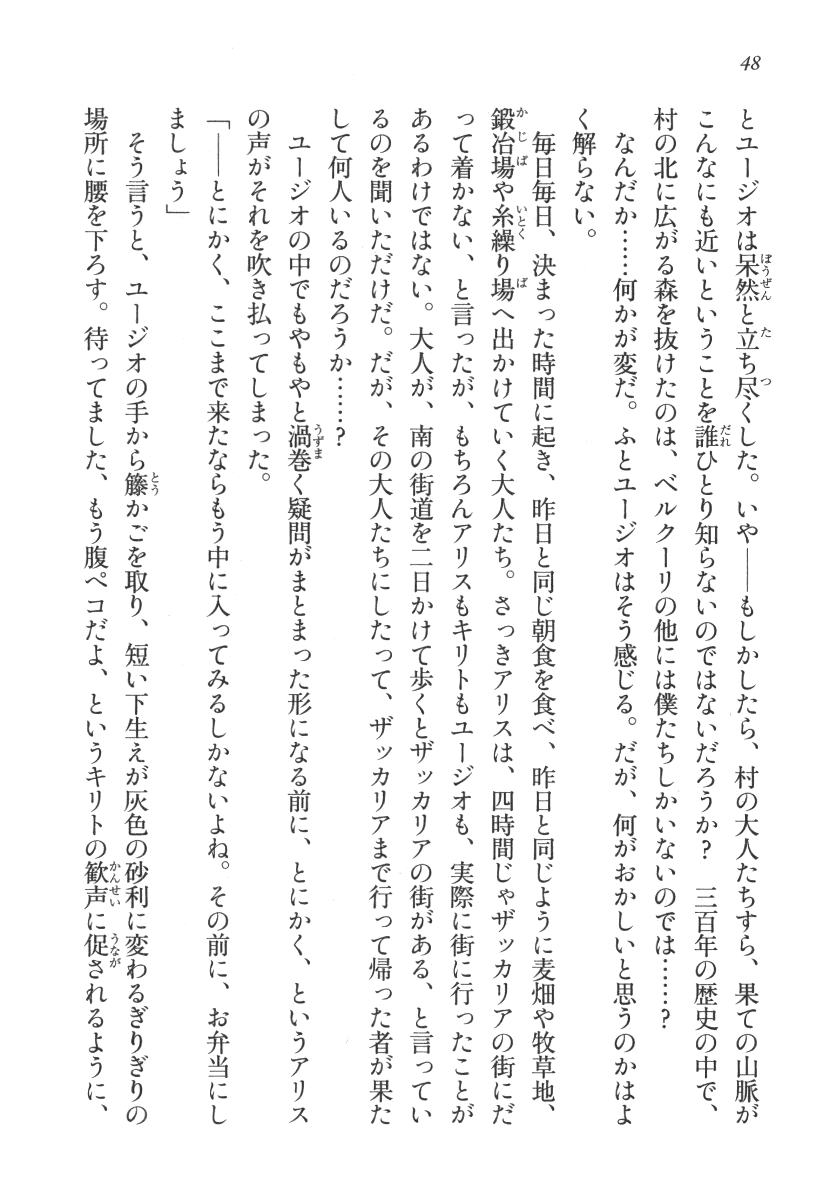 48
とユージオは呆然と立ち尽くした。いや――もしかしたら、村の大人たちすら、果ての山脈が
こんなにも近いということを誰ひとり知らないのではないだろうか？　三百年の歴史の中で、
村の北に広がる森を抜けたのは、ベルクーリの他には僕たちしかいないのでは……？
　なんだか……何かが変だ。ふとユージオはそう感じる。だが、何がおかしいと思うのかはよ
く解らない。
　毎日毎日、決まった時間に起き、昨日と同じ朝食を食べ、昨日と同じように麦畑や牧草地、
鍛冶場や糸繰り場へ出かけていく大人たち。さっきアリスは、四時間じゃザッカリアの街にだ
って着かない、と言ったが、もちろんアリスもキリトもユージオも、実際に街に行ったことが
あるわけではない。大人が、南の街道を二日かけて歩くとザッカリアの街がある、と言ってい
るのを聞いただけだ。だが、その大人たちにしたって、ザッカリアまで行って帰った者が果た
して何人いるのだろうか……？
　ユージオの中でもやもやと渦巻く疑問がまとまった形になる前に、とにかく、というアリス
の声がそれを吹き払ってしまった。
「――とにかく、ここまで来たならもう中に入ってみるしかないよね。その前に、お弁当にし
ましょう」
　そう言うと、ユージオの手から籐かごを取り、短い下生えが灰色の砂利に変わるぎりぎりの
場所に腰を下ろす。待ってました、もう腹ペコだよ、というキリトの歓声に促されるように、